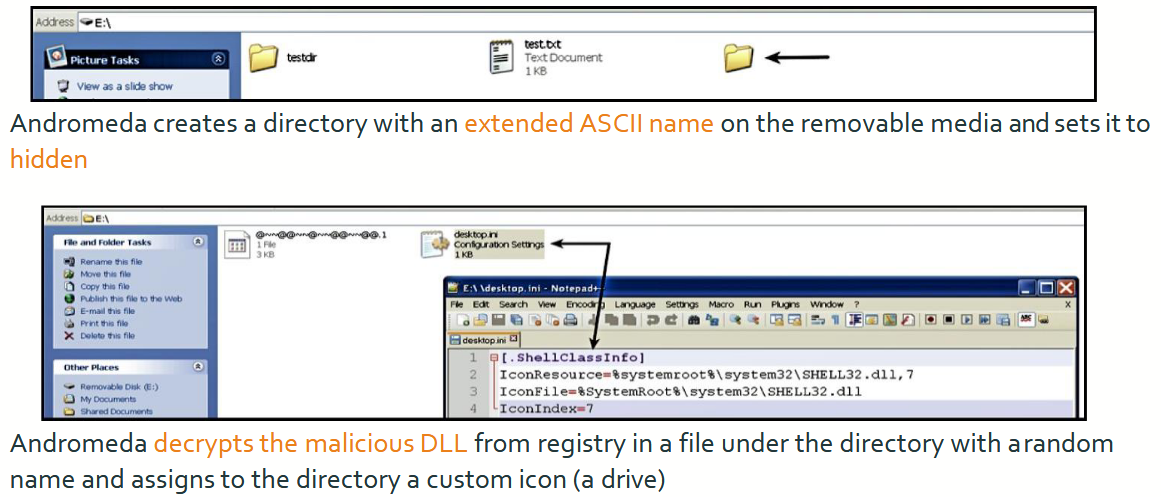 Address E:\
Picture Tasks
View as a slide show
testdir
test.txt
Text Document
1 KB
Andromeda creates a directory with an extended ASCII name on the removable media and sets it to
hidden
Address E:\
File and Folder Tasks
Rename this file
Move this file
Copy this file
Publish this file to the Web
E-mail this file
Print this file
Delete this file
Other Places
Removable Disk (E:)
My Documents
Shared Documents
1 File
3 KB
desktop.ini
Configuration Settings
1 KB
E:\ \desktop.ini - Notepad++
File Edit Search View Encoding Language Settings Macro Run Plugins Window ? X
desktop.ini
1 [.ShellClassInfo]
2 IconResource=%systemroot%\system32\SHELL32.dll,7
3 IconFile=%SystemRoot%\system32\SHELL32.dll
4 IconIndex=7
Andromeda decrypts the malicious DLL from registry in a file under the directory with a random
name and assigns to the directory a custom icon (a drive)